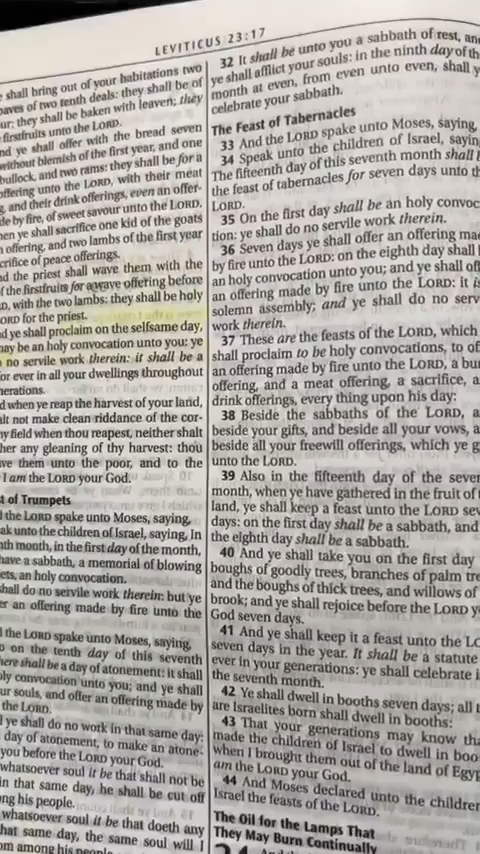 LEVITICUS 23:17
shall bring out of your habitations two
aves of two tenth deals: they shall be of
ur: they shall be baken with leaven; they
firstfruits unto the LORD.
nd ye shall offer with the bread seven
without blemish of the first year, and one
bullock, and two rams: they shall be for a
offering unto the LORD, with their meat
g, and their drink offerings, even an offer-
de by fire, of sweet savour unto the LORD.
hen ye shall sacrifice one kid of the goats
n offering, and two lambs of the first year
crifice of peace offerings.
nd the priest shall wave them with the
f the firstfruits for a wave offering before
D, with the two lambs: they shall be holy
ORD for the priest.
nd ye shall proclaim on the selfsame day,
may be an holy convocation unto you: ye
no servile work therein: it shall be a
for ever in all your dwellings throughout
nerations.
d when ye reap the harvest of your land,
alt not make clean riddance of the cor-
hy field when thou reapest, neither shalt
her any gleaning of thy harvest: thou
ve them unto the poor, and to the
I am the LORD your God.
t of Trumpets
the LORD spake unto Moses, saying,
ak unto the children of Israel, saying, In
nth month, in the first day of the month,
have a sabbath, a memorial of blowing
ets, an holy convocation.
shall do no servile work therein: but ye
er an offering made by fire unto the
the LORD spake unto Moses, saying,
o on the tenth day of this seventh
here shall be a day of atonement: it shall
oly convocation unto you; and ye shall
ur souls, and offer an offering made by
the LORD.
ye shall do no work in that same day:
day of atonement, to make an atone-
you before the LORD your God.
whatsoever soul it be that shall not be
in that same day, he shall be cut off
ng his people.
whatsoever soul it be that doeth any
hat same day, the same soul will I
om among his people.
32 It shall be unto you a sabbath of rest, an
ye shall afflict your souls: in the ninth day of the
month at even, from even unto even, shall y
celebrate your sabbath.
The Feast of Tabernacles
33 And the LORD spake unto Moses, saying,
34 Speak unto the children of Israel, sayin
The fifteenth day of this seventh month shall b
the feast of tabernacles for seven days unto th
LORD.
35 On the first day shall be an holy convoc
tion: ye shall do no servile work therein.
36 Seven days ye shall offer an offering ma
by fire unto the LORD: on the eighth day shall
an holy convocation unto you; and ye shall off
an offering made by fire unto the LORD: it is
solemn assembly; and ye shall do no serv
work therein.
37 These are the feasts of the LORD, which
shall proclaim to be holy convocations, to of
an offering made by fire unto the LORD, a bu
offering, and a meat offering, a sacrifice, a
drink offerings, every thing upon his day:
38 Beside the sabbaths of the LORD, a
beside your gifts, and beside all your vows, a
beside all your freewill offerings, which ye g
unto the LORD.
39 Also in the fifteenth day of the seve
month, when ye have gathered in the fruit of
land, ye shall keep a feast unto the LORD sev
days: on the first day shall be a sabbath, and
the eighth day shall be a sabbath.
40 And ye shall take you on the first day
boughs of goodly trees, branches of palm tre
and the boughs of thick trees, and willows of
brook; and ye shall rejoice before the LORD y
God seven days.
41 And ye shall keep it a feast unto the LO
seven days in the year. It shall be a statute
ever in your generations: ye shall celebrate i
the seventh month.
42 Ye shall dwell in booths seven days; all t
are Israelites born shall dwell in booths:
43 That your generations may know tha
made the children of Israel to dwell in boo
when I brought them out of the land of Egyp
am the LORD your God.
44 And Moses declared unto the children
Israel the feasts of the LORD.
The Oil for the Lamps That
They May Burn Continually